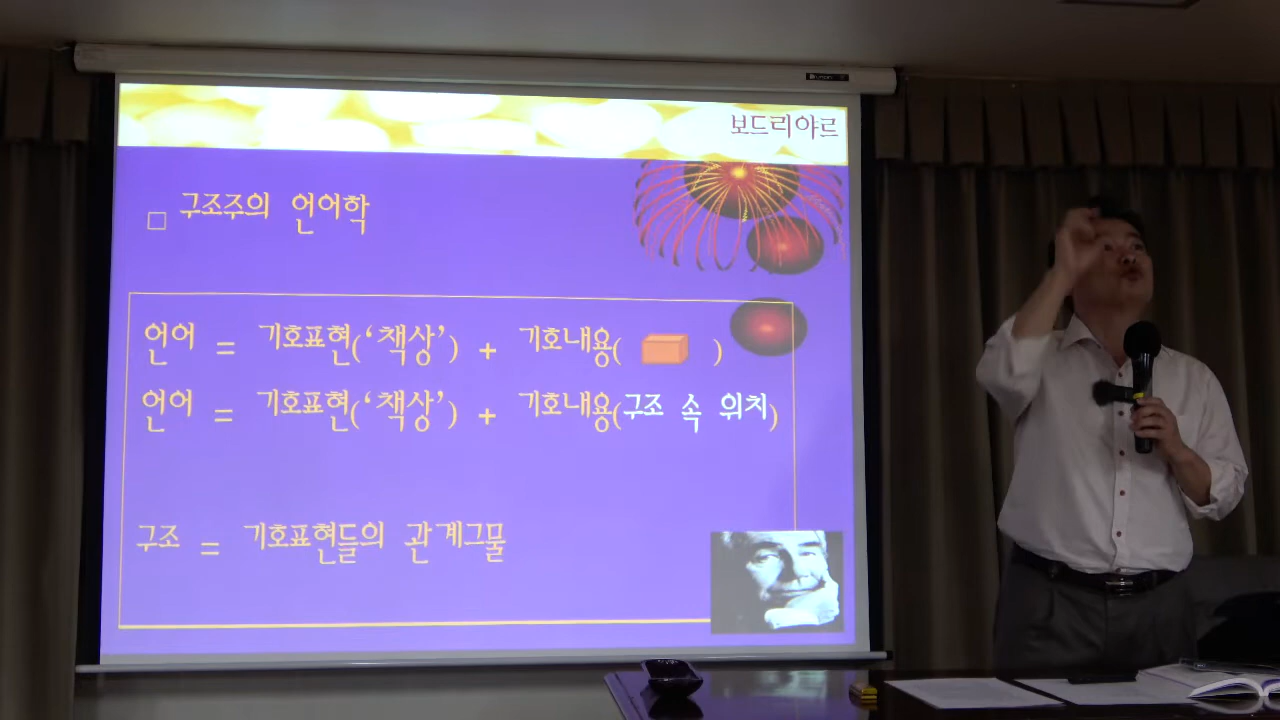 보드리야르
□ 구조주의 언어학
언어 = 기호표현(‘책상’) + 기호내용( )
언어 = 기호표현(‘책상’) + 기호내용(구조 속 위치)
구조 = 기호표현들의 관계그물